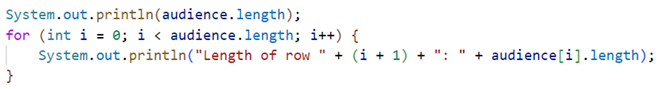 System.out.println(audience.length);
for (int i = 0; i < audience.length; i++) {
    System.out.println("Length of row " + (i + 1) + ": " + audience[i].length);
}